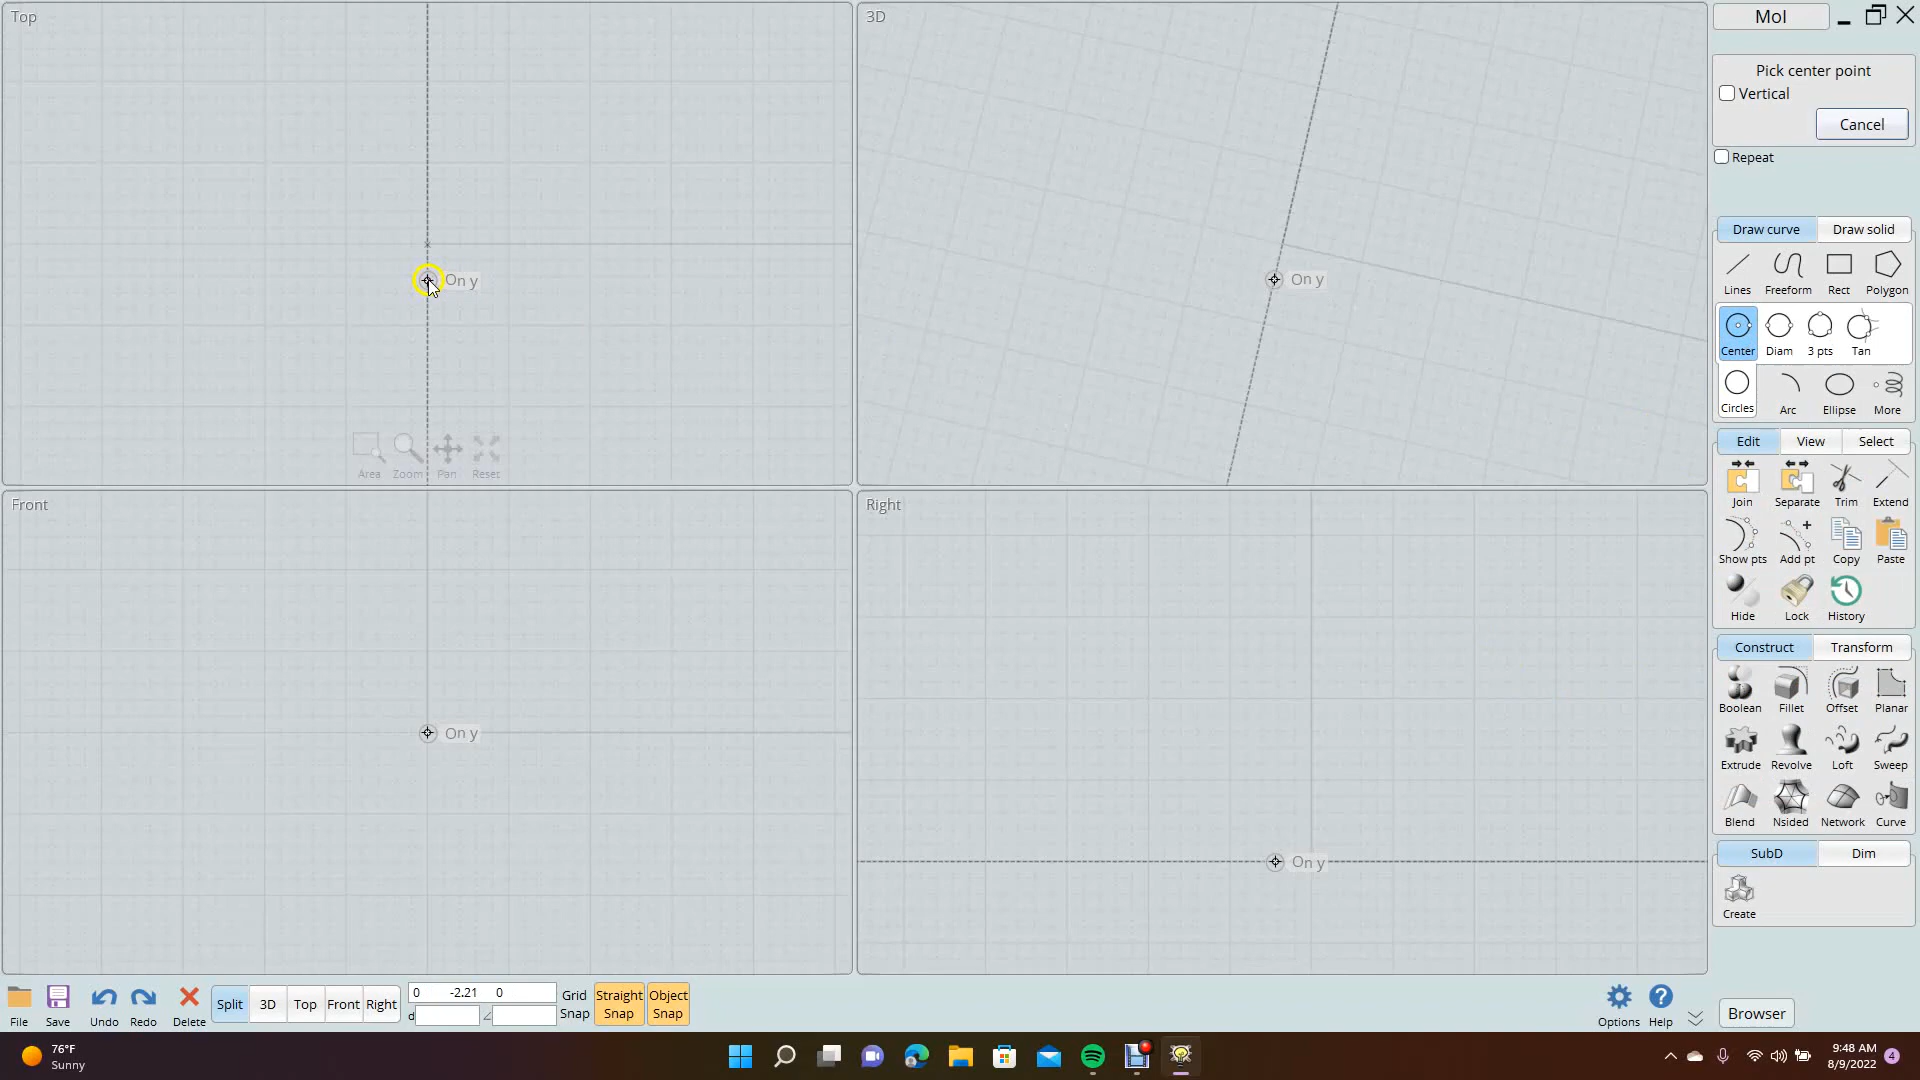 Top
3D
MoI
Pick center point
Vertical
Cancel
Repeat
Draw curve
Draw solid
Lines
Freeform
Rect
Polygon
Center
Diam
3 pts
Tan
Circles
Arc
Ellipse
More
On y
On y
Area
Zoom
Pan
Reset
Edit
View
Select
Join
Separate
Trim
Extend
Show pts
Add pt
Copy
Paste
Hide
Lock
History
Front
Right
Construct
Transform
Boolean
Fillet
Offset
Planar
Extrude
Revolve
Loft
Sweep
Blend
Nsided
Network
Curve
On y
On y
SubD
Dim
Create
File
Save
Undo
Redo
Delete
Split
3D
Top
Front
Right
0 -2.21 0
d
Grid Snap
Straight Snap
Object Snap
Options
Help
Browser
76°F
Sunny
9:48 AM
8/9/2022
4